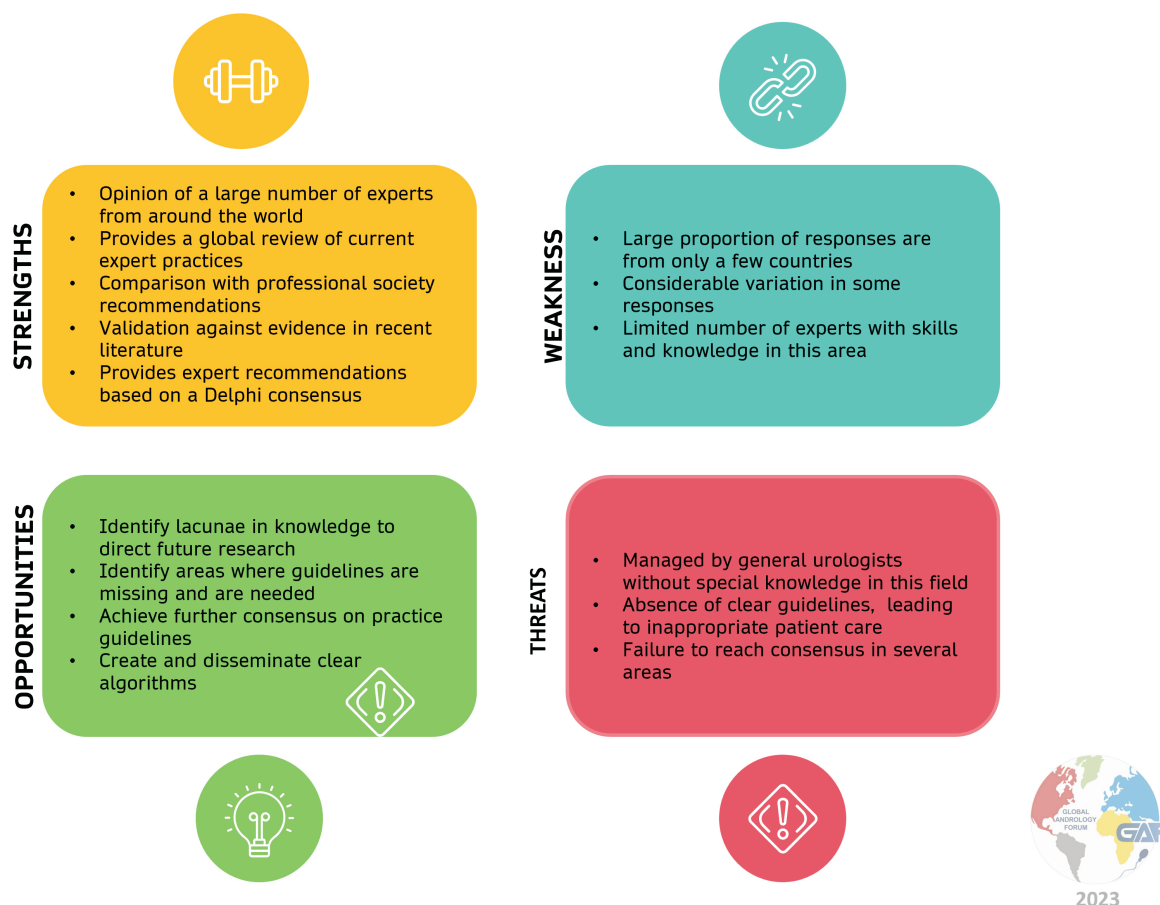 STRENGTHS
• Opinion of a large number of experts
from around the world
• Provides a global review of current
expert practices
• Comparison with professional society
recommendations
• Validation against evidence in recent
literature
• Provides expert recommendations
based on a Delphi consensus
WEAKNESS
• Large proportion of responses are
from only a few countries
• Considerable variation in some
responses
• Limited number of experts with skills
and knowledge in this area
OPPORTUNITIES
• Identify lacunae in knowledge to
direct future research
• Identify areas where guidelines are
missing and are needed
• Achieve further consensus on practice
guidelines
• Create and disseminate clear
algorithms
THREATS
• Managed by general urologists
without special knowledge in this field
• Absence of clear guidelines, leading
to inappropriate patient care
• Failure to reach consensus in several
areas
GLOBAL
ANDROLOGY
FORUM
GAF
2023